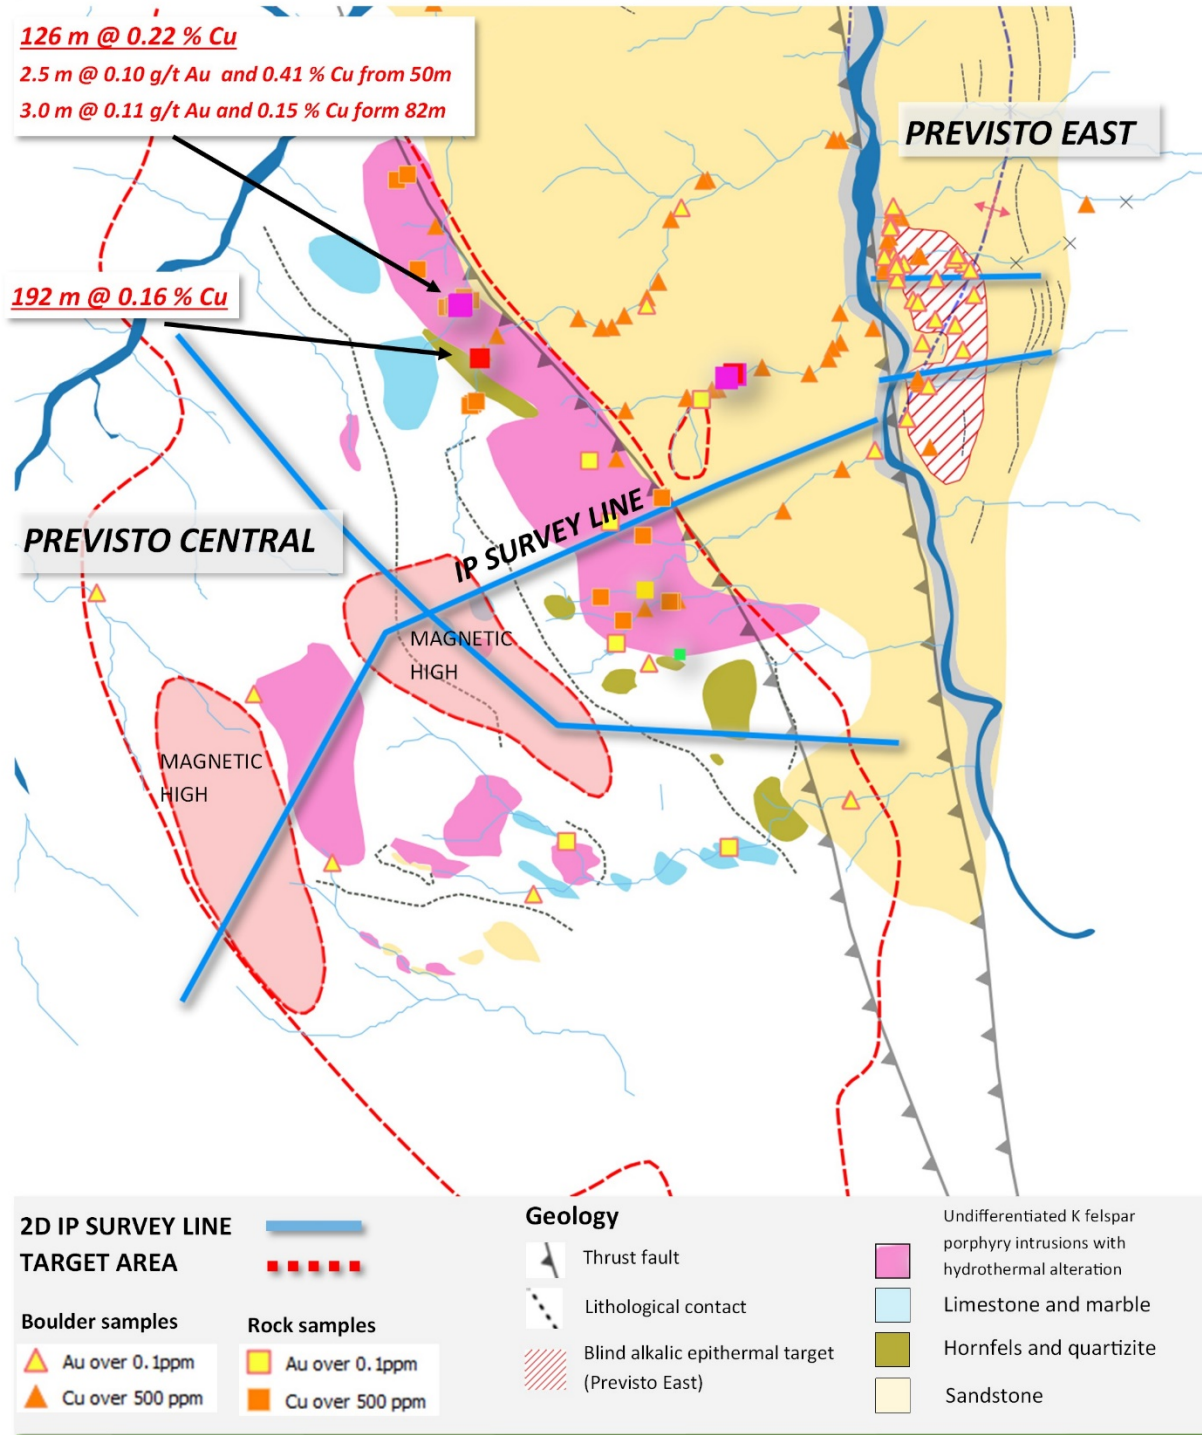 126 m @ 0.22 % Cu
2.5 m @ 0.10 g/t Au and 0.41 % Cu from 50m
3.0 m @ 0.11 g/t Au and 0.15 % Cu form 82m
PREVISTO EAST
192 m @ 0.16 % Cu
IP SURVEY LINE
PREVISTO CENTRAL
MAGNETIC
HIGH
MAGNETIC
HIGH
2D IP SURVEY LINE
TARGET AREA
Boulder samples
Au over 0.1ppm
Cu over 500 ppm
Rock samples
Au over 0.1ppm
Cu over 500 ppm
Geology
Thrust fault
Lithological contact
Blind alkalic epithermal target
(Previsto East)
Undifferentiated K felspar
porphyry intrusions with
hydrothermal alteration
Limestone and marble
Hornfels and quartizite
Sandstone